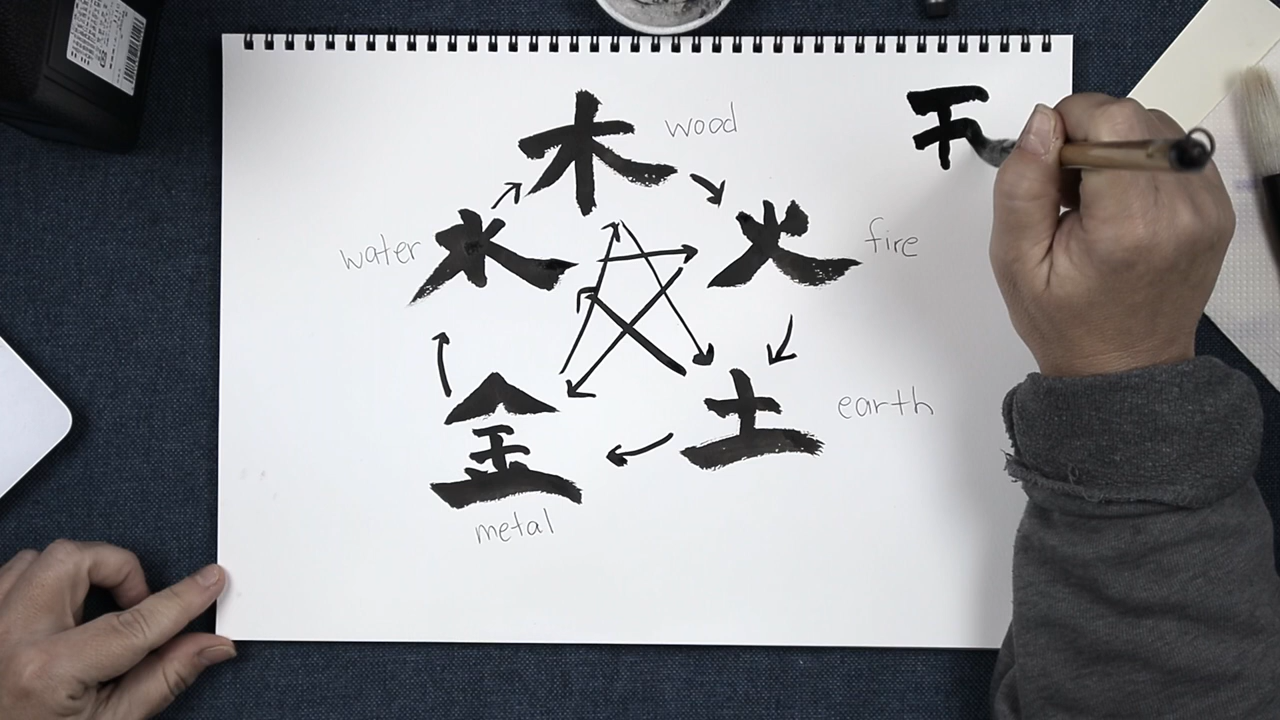 木 wood
水 water
火 fire
金 metal
土 earth